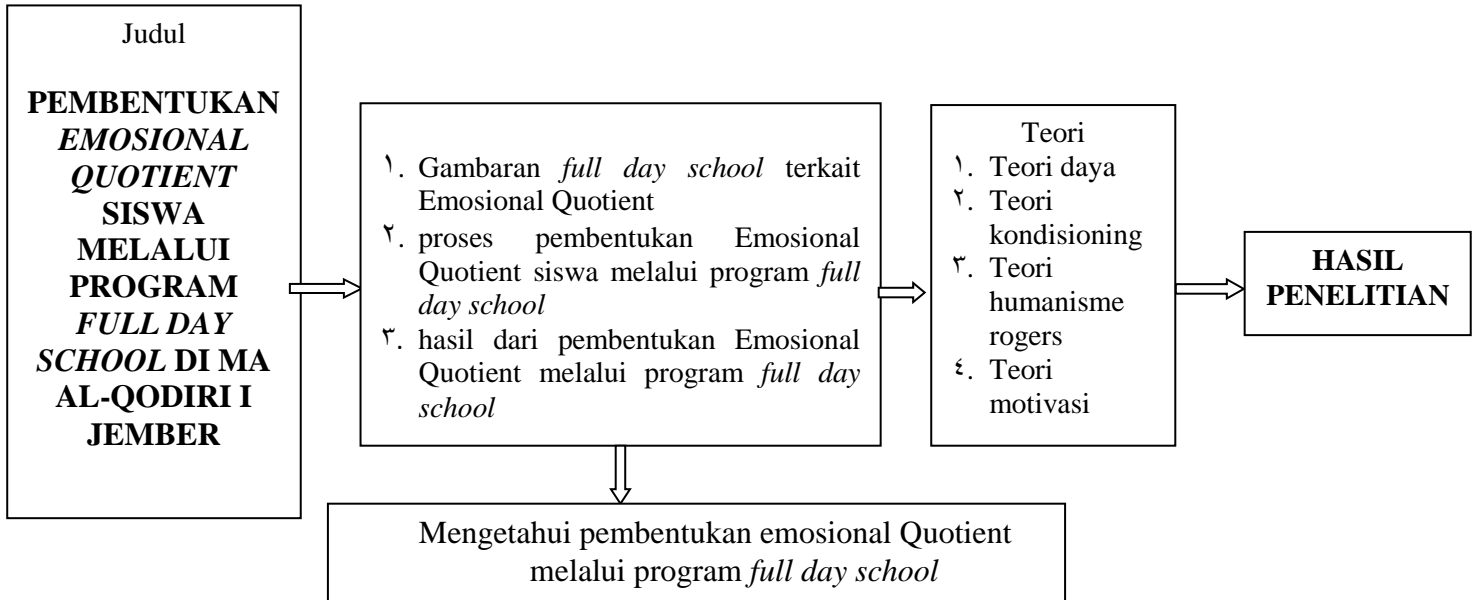 Judul
PEMBENTUKAN
EMOSIONAL
QUOTIENT
SISWA
MELALUI
PROGRAM
FULL DAY
SCHOOL DI MA
AL-QODIRI I
JEMBER
١. Gambaran full day school terkait
Emosional Quotient
٢. proses pembentukan Emosional
Quotient siswa melalui program full
day school
٣. hasil dari pembentukan Emosional
Quotient melalui program full day
school
Teori
١. Teori daya
٢. Teori
kondisioning
٣. Teori
humanisme
rogers
٤. Teori
motivasi
HASIL
PENELITIAN
Mengetahui pembentukan emosional Quotient
melalui program full day school